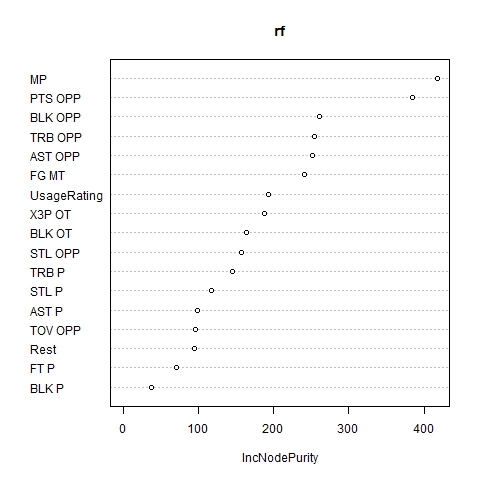 rf
MP
PTS OPP
BLK OPP
TRB OPP
AST OPP
FG MT
UsageRating
X3P OT
BLK OT
STL OPP
TRB P
STL P
AST P
TOV OPP
Rest
FT P
BLK P
0 100 200 300 400
IncNodePurity